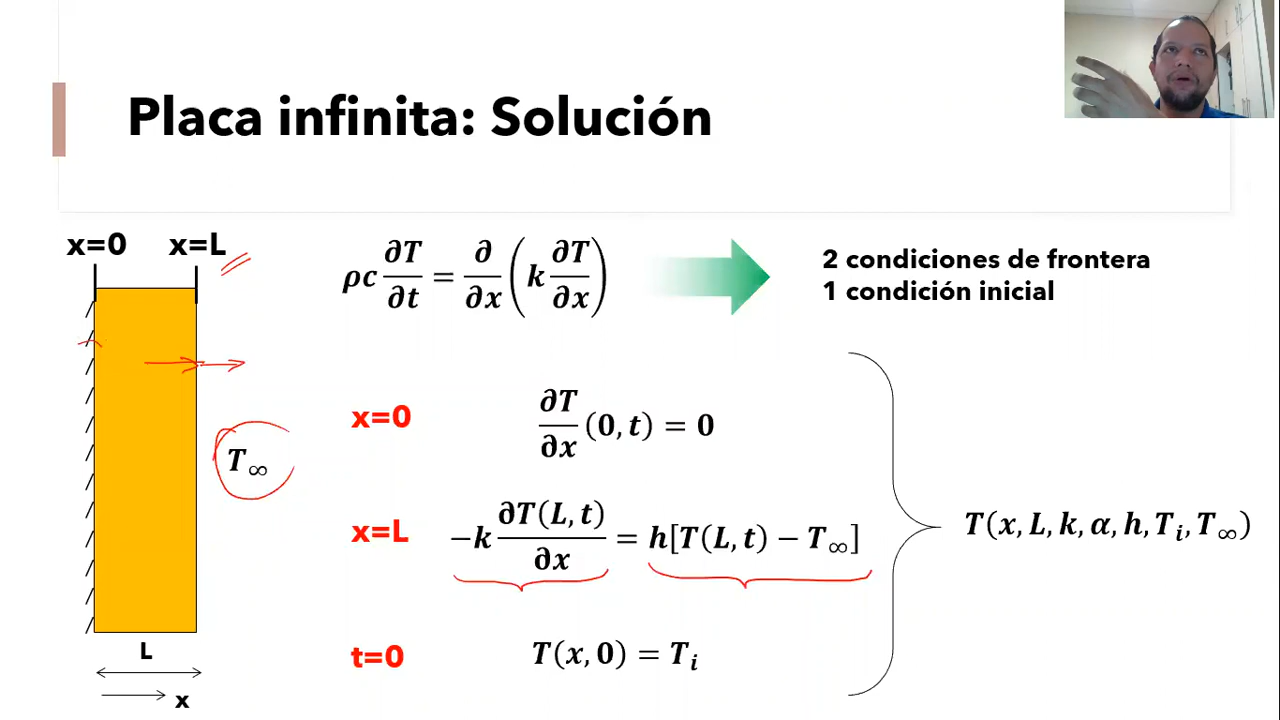 Placa infinita: Solución
x=0 x=L
ρc ∂T/∂t = ∂/∂x (k ∂T/∂x)
2 condiciones de frontera
1 condición inicial
x=0 ∂T/∂x (0, t) = 0
T∞
x=L −k ∂T(L, t)/∂x = h[T(L, t) − T∞]
T(x, L, k, α, h, Tᵢ, T∞)
t=0 T(x, 0) = Tᵢ
L
x